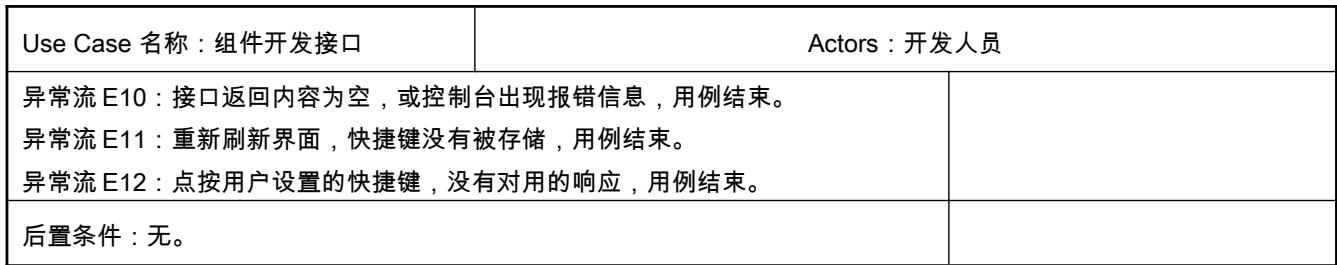 Use Case 名称：组件开发接口 Actors：开发人员
异常流 E10：接口返回内容为空，或控制台出现报错信息，用例结束。
异常流 E11：重新刷新界面，快捷键没有被存储，用例结束。
异常流 E12：点按用户设置的快捷键，没有对用的响应，用例结束。
后置条件：无。